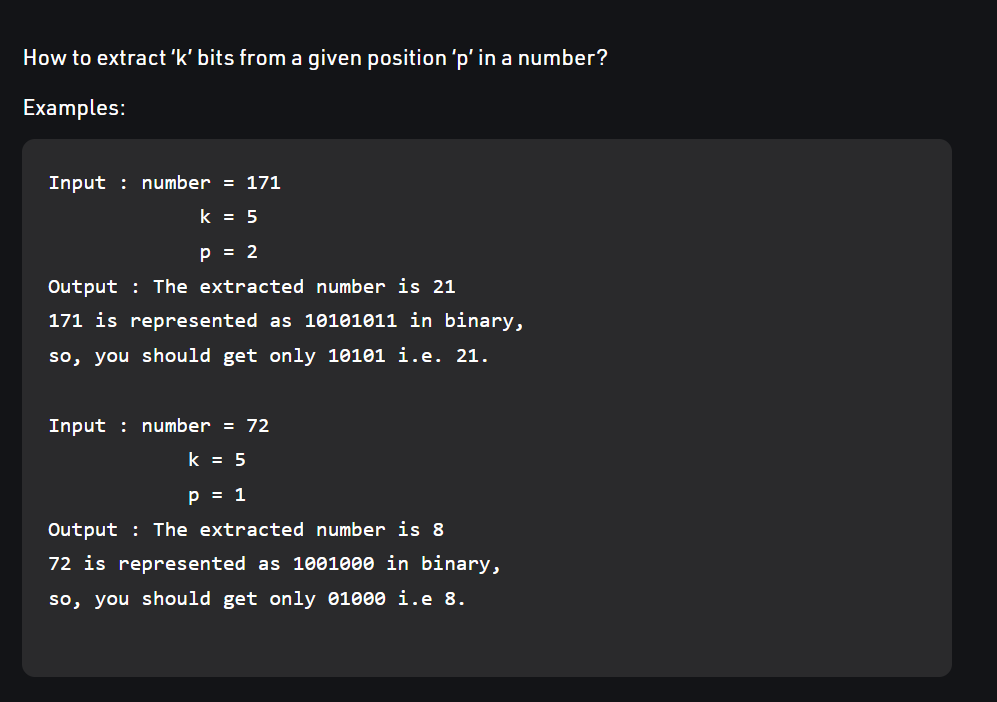 How to extract ‘k’ bits from a given position ‘p’ in a number?
Examples:
Input : number = 171
k = 5
p = 2
Output : The extracted number is 21
171 is represented as 10101011 in binary,
so, you should get only 10101 i.e. 21.
Input : number = 72
k = 5
p = 1
Output : The extracted number is 8
72 is represented as 1001000 in binary,
so, you should get only 01000 i.e 8.